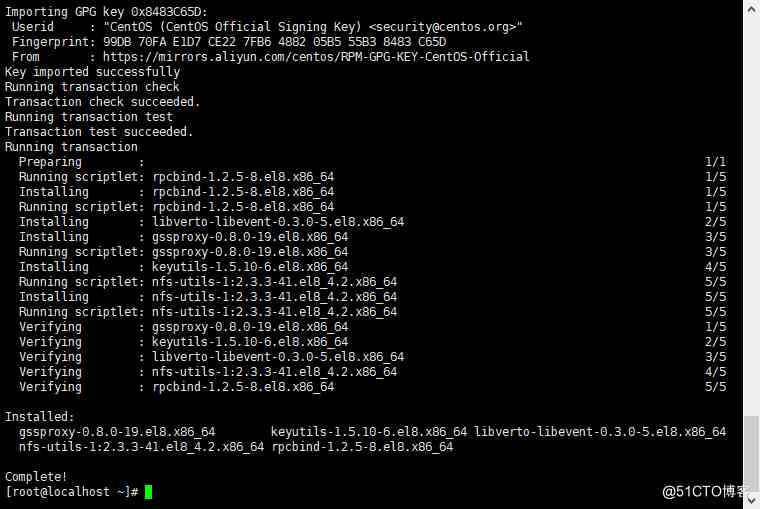 Importing GPG key 0x8483C65D:
 Userid     : "CentOS (CentOS Official Signing Key) <security@centos.org>"
 Fingerprint: 99DB 70FA E1D7 CE22 7FB6 4882 05B5 55B3 8483 C65D
 From       : https://mirrors.aliyun.com/centos/RPM-GPG-KEY-CentOS-Official
Key imported successfully
Running transaction check
Transaction check succeeded.
Running transaction test
Transaction test succeeded.
Running transaction
  Preparing        : 1/1
  Running scriptlet: rpcbind-1.2.5-8.el8.x86_64 1/5
  Installing       : rpcbind-1.2.5-8.el8.x86_64 1/5
  Running scriptlet: rpcbind-1.2.5-8.el8.x86_64 1/5
  Installing       : libverto-libevent-0.3.0-5.el8.x86_64 2/5
  Installing       : gssproxy-0.8.0-19.el8.x86_64 3/5
  Running scriptlet: gssproxy-0.8.0-19.el8.x86_64 3/5
  Installing       : keyutils-1.5.10-6.el8.x86_64 4/5
  Running scriptlet: nfs-utils-1:2.3.3-41.el8_4.2.x86_64 5/5
  Installing       : nfs-utils-1:2.3.3-41.el8_4.2.x86_64 5/5
  Running scriptlet: nfs-utils-1:2.3.3-41.el8_4.2.x86_64 5/5
  Verifying        : gssproxy-0.8.0-19.el8.x86_64 1/5
  Verifying        : keyutils-1.5.10-6.el8.x86_64 2/5
  Verifying        : libverto-libevent-0.3.0-5.el8.x86_64 3/5
  Verifying        : nfs-utils-1:2.3.3-41.el8_4.2.x86_64 4/5
  Verifying        : rpcbind-1.2.5-8.el8.x86_64 5/5
Installed:
  gssproxy-0.8.0-19.el8.x86_64 keyutils-1.5.10-6.el8.x86_64 libverto-libevent-0.3.0-5.el8.x86_64
  nfs-utils-1:2.3.3-41.el8_4.2.x86_64 rpcbind-1.2.5-8.el8.x86_64
Complete!
[root@localhost ~]#
@51CTO博客